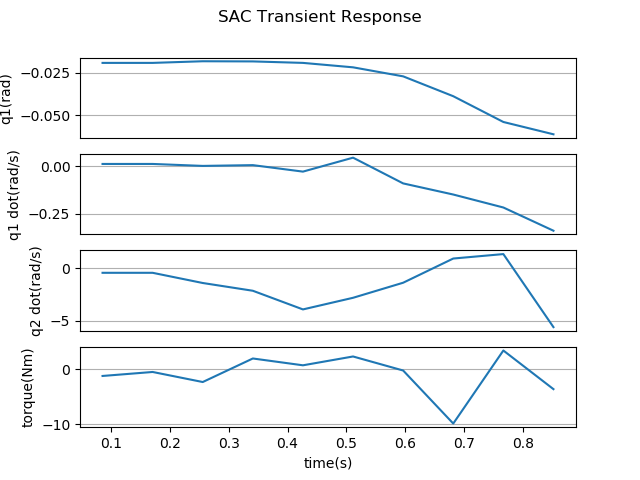 SAC Transient Response
q1(rad)
−0.025
−0.050
q1 dot(rad/s)
0.00
−0.25
q2 dot(rad/s)
0
−5
torque(Nm)
0
−10
0.1 0.2 0.3 0.4 0.5 0.6 0.7 0.8
time(s)